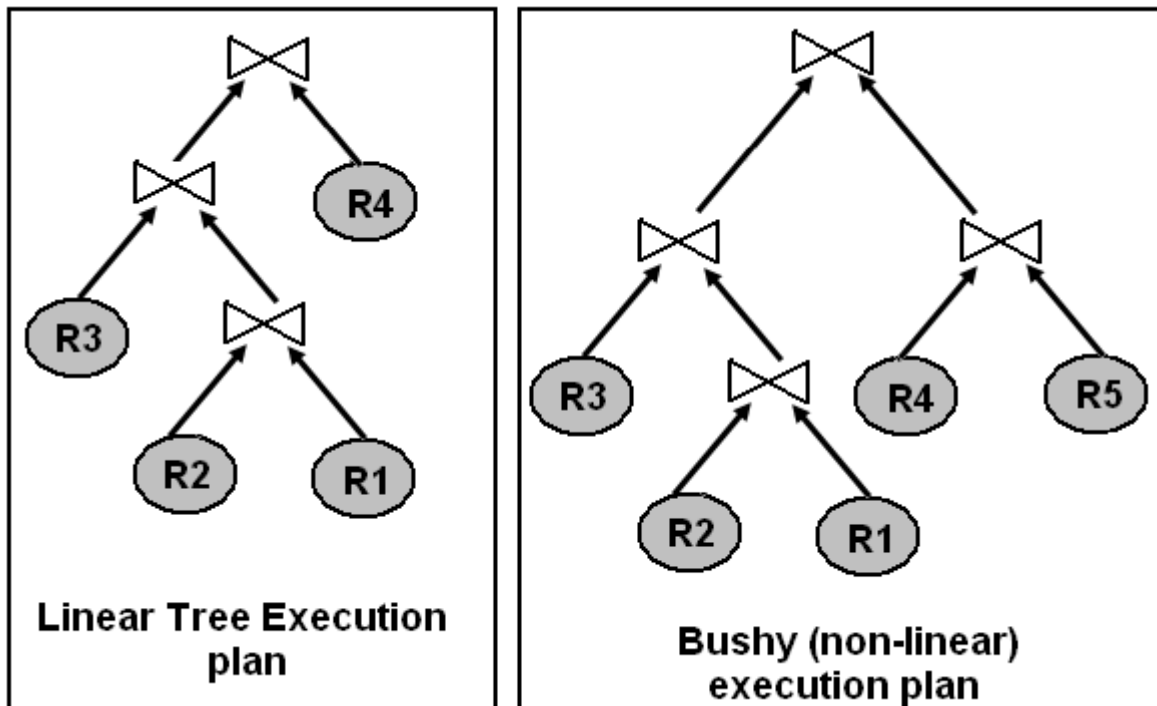 R4
R3
R2
R1
Linear Tree Execution
plan
R3
R4
R5
R2
R1
Bushy (non-linear)
execution plan